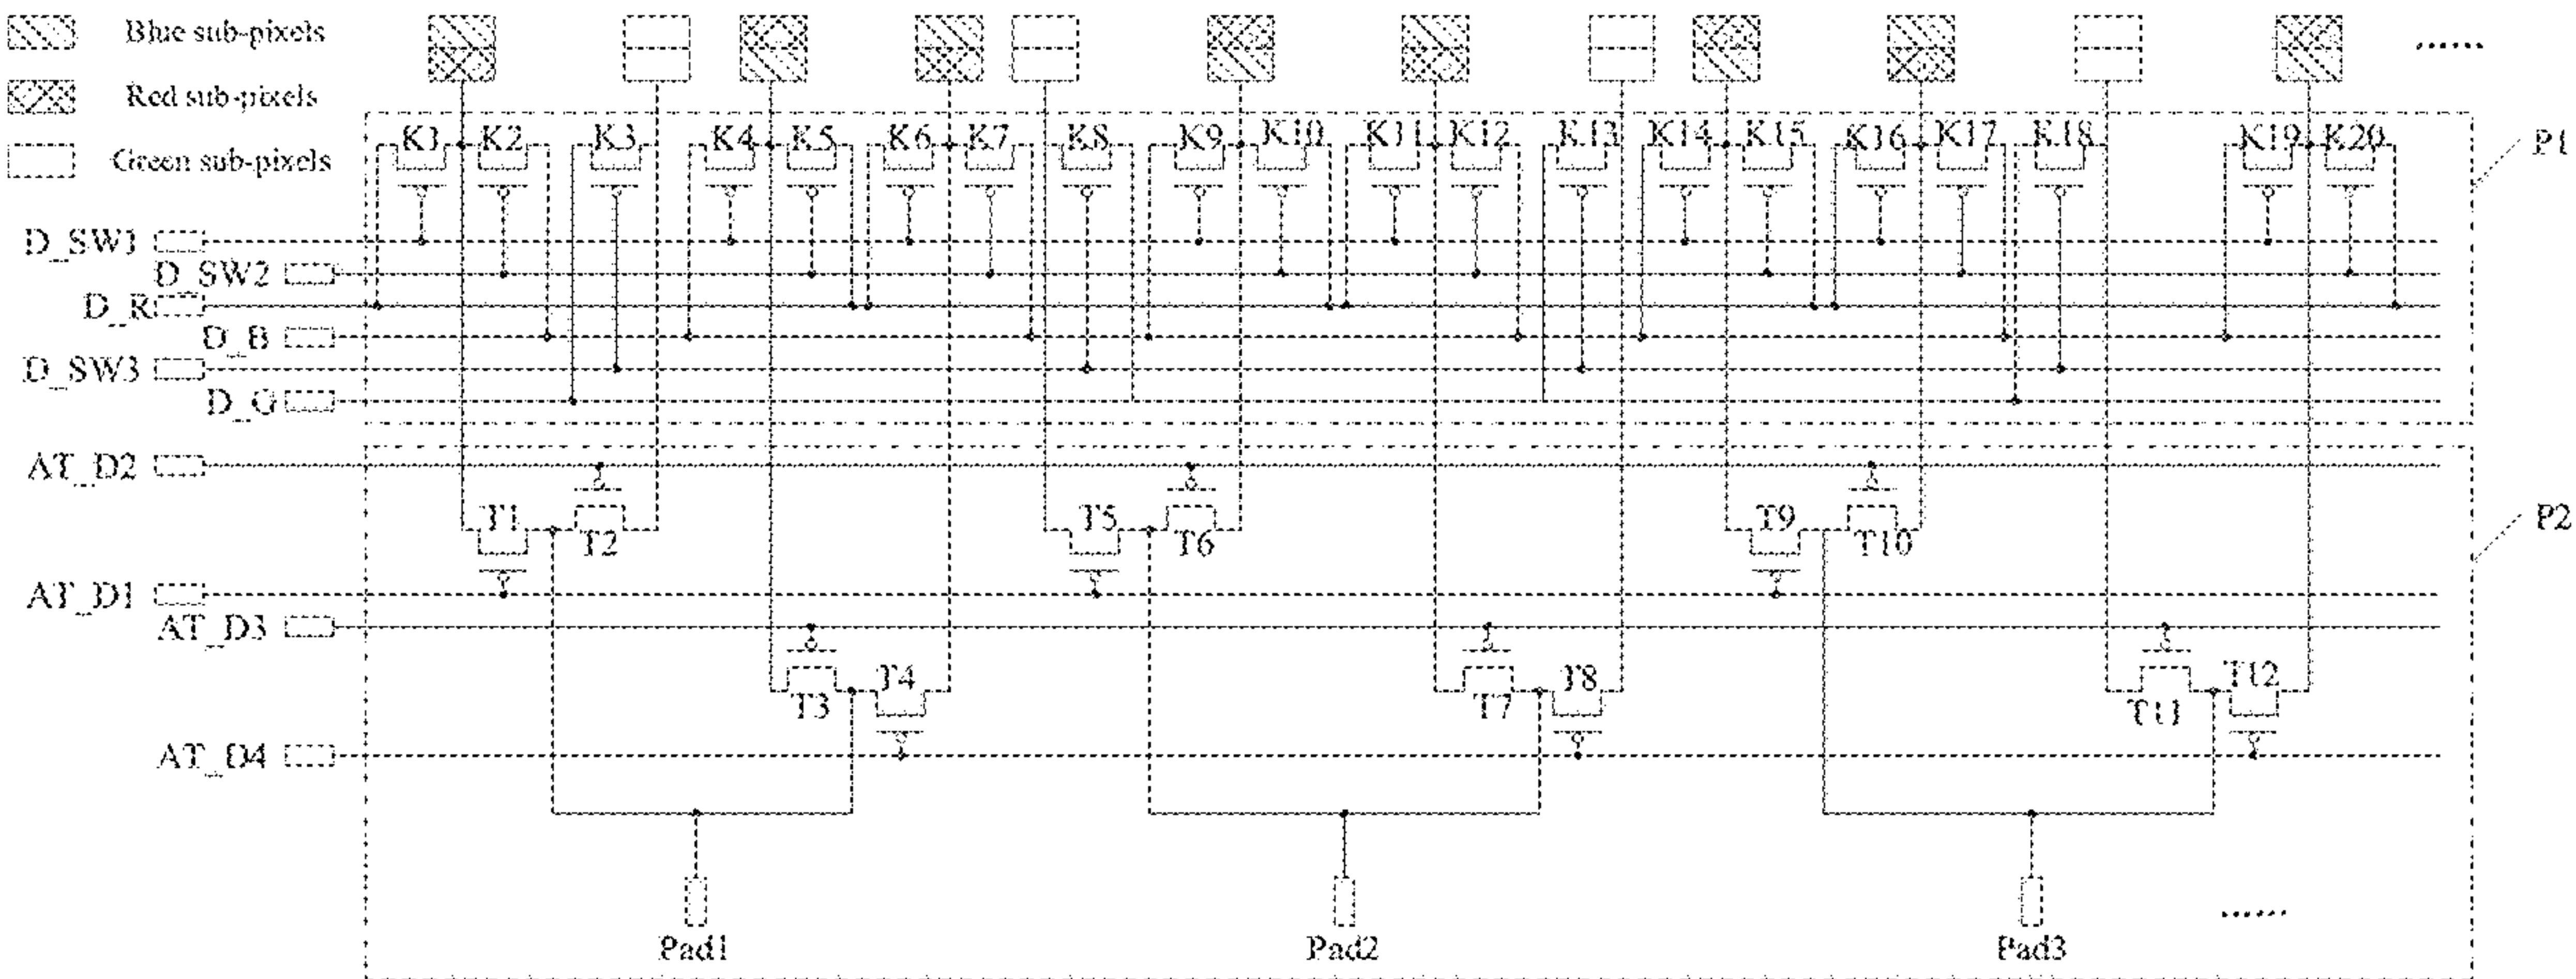 Blue sub-pixels
Red sub-pixels
Green sub-pixels
K1 K2 K3 K4 K5 K6 K7 K8 K9 K10 K11 K12 K13 K14 K15 K16 K17 K18 K19 K20
P1
D_SW1
D_SW2
D_R
D_B
D_SW3
D_G
AT_D2
T1 T2 T5 T6 T9 T10
P2
AT_D1
AT_D3
T3 T4 T7 T8 T11 T12
AT_D4
Pad1 Pad2 Pad3